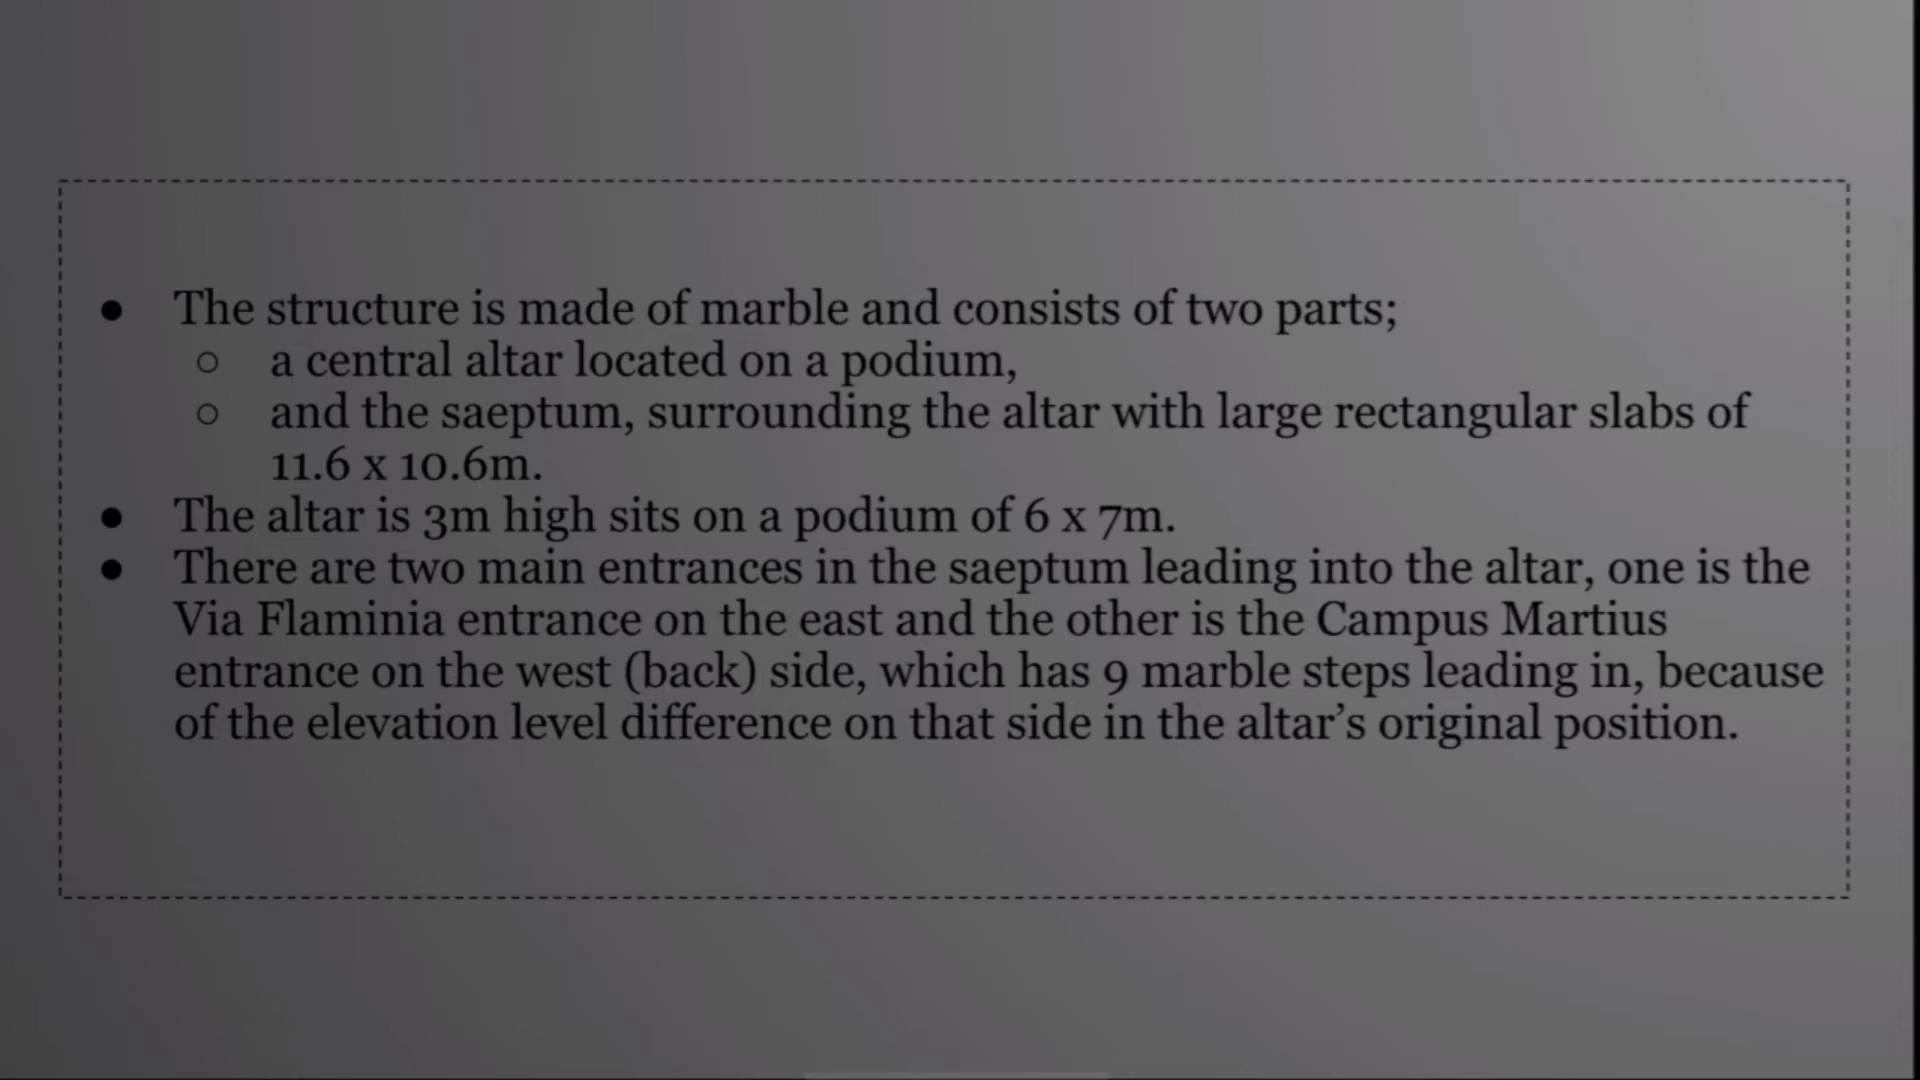 ● The structure is made of marble and consists of two parts;
○ a central altar located on a podium,
○ and the saeptum, surrounding the altar with large rectangular slabs of
11.6 x 10.6m.
● The altar is 3m high sits on a podium of 6 x 7m.
● There are two main entrances in the saeptum leading into the altar, one is the
Via Flaminia entrance on the east and the other is the Campus Martius
entrance on the west (back) side, which has 9 marble steps leading in, because
of the elevation level difference on that side in the altar’s original position.